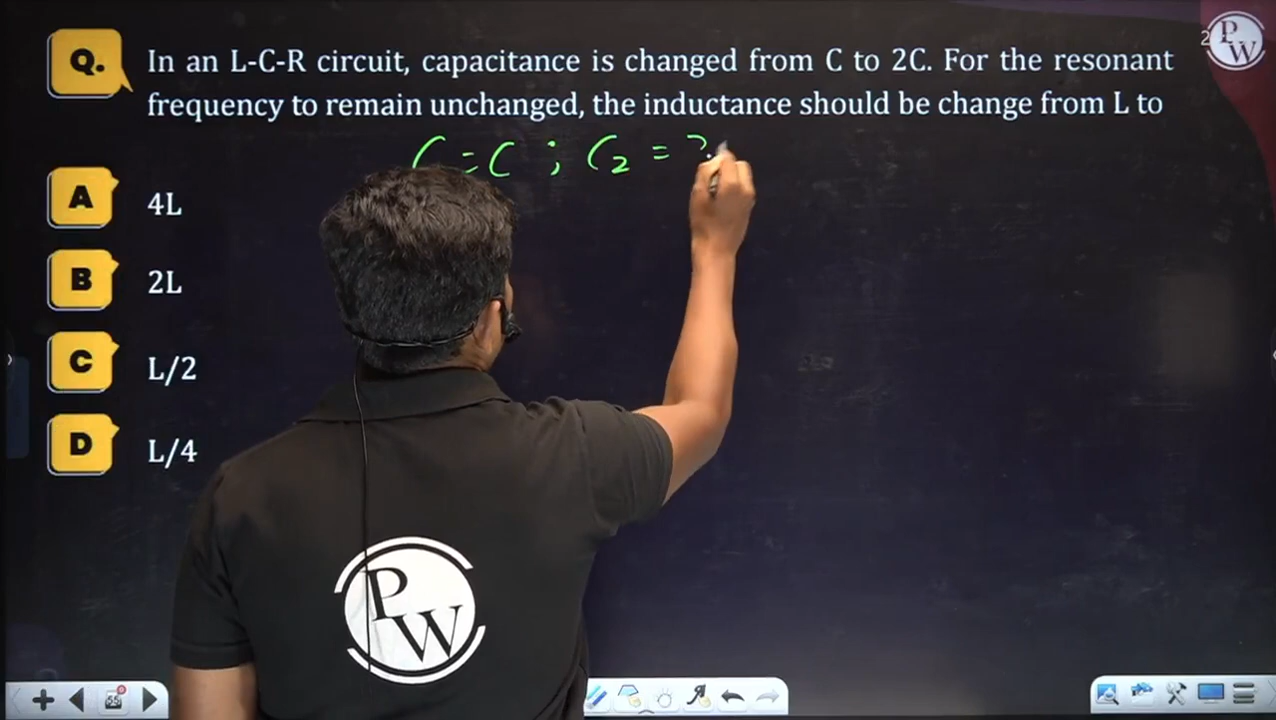 Q. In an L-C-R circuit, capacitance is changed from C to 2C. For the resonant
frequency to remain unchanged, the inductance should be change from L to
= C ; C2 =
A 4L
B 2L
C L/2
D L/4
PW
PW